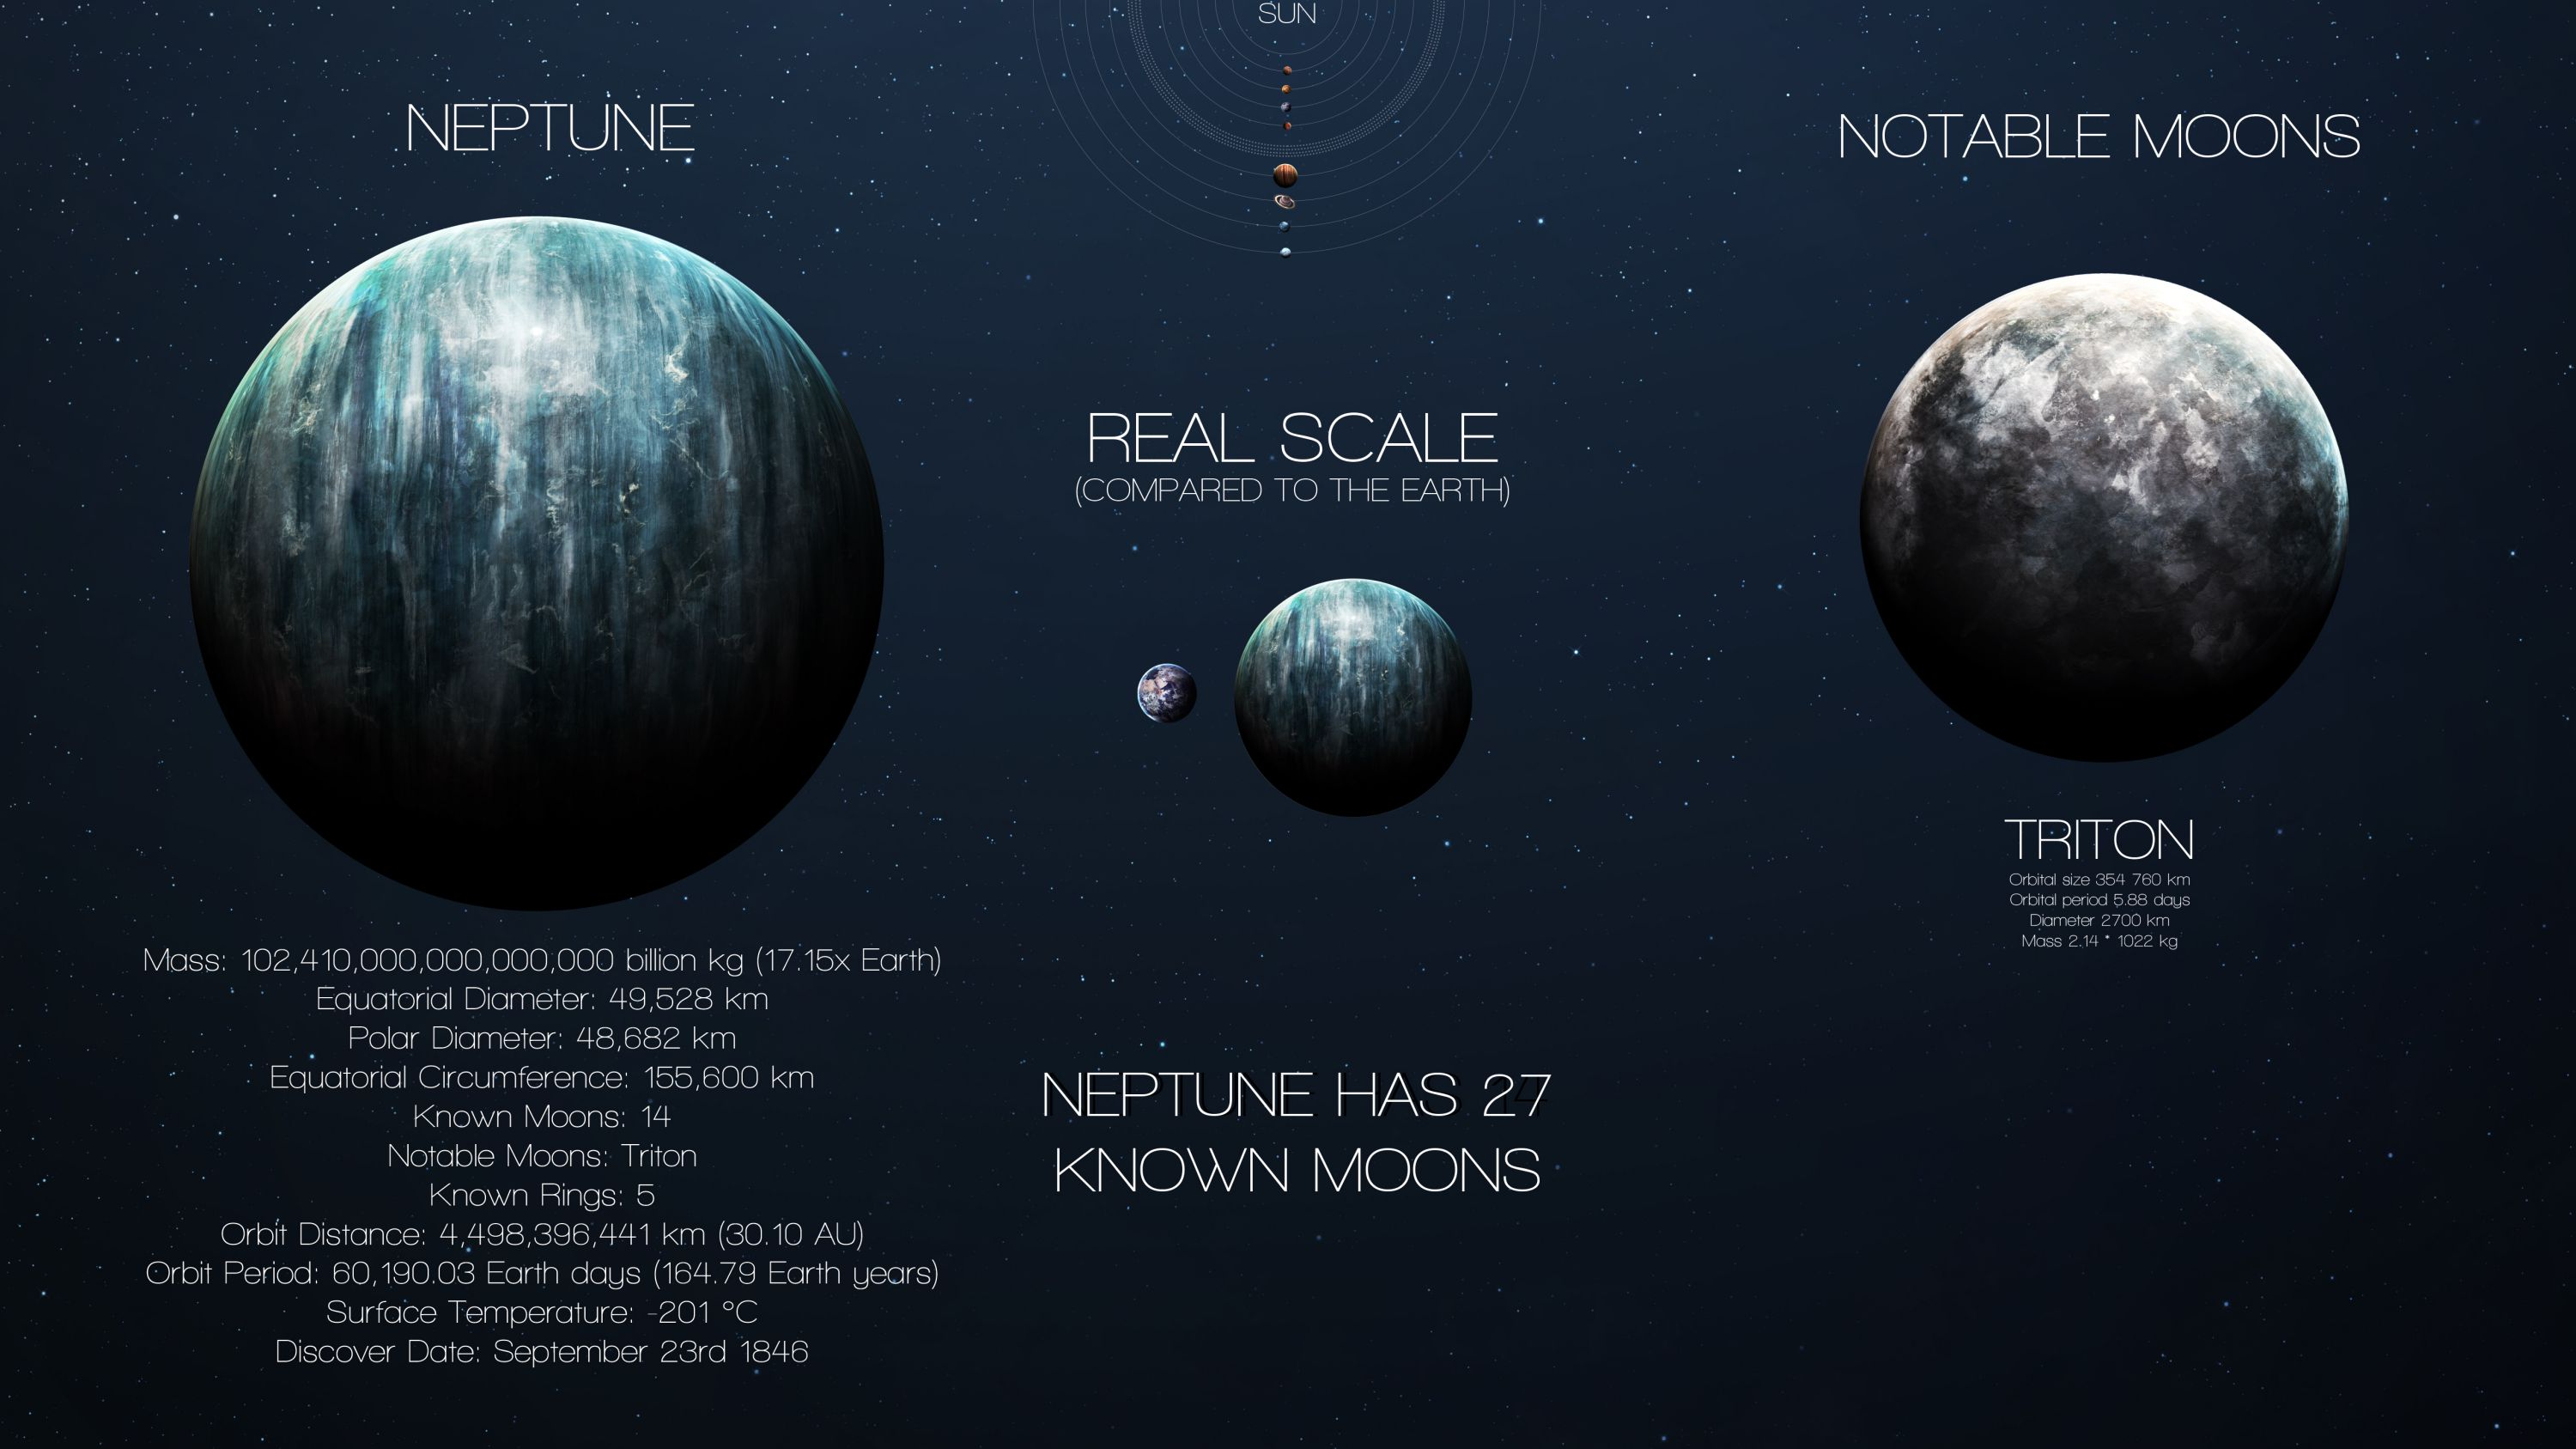 SUN
NEPTUNE
Mass: 102,410,000,000,000,000 billion kg (17.15x Earth)
Equatorial Diameter: 49,528 km
Polar Diameter: 48,682 km
Equatorial Circumference: 155,600 km
Known Moons: 14
Notable Moons: Triton
Known Rings: 5
Orbit Distance: 4,498,396,441 km (30.10 AU)
Orbit Period: 60,190.03 Earth days (164.79 Earth years)
Surface Temperature: -201 °C
Discover Date: September 23rd 1846
REAL SCALE
(COMPARED TO THE EARTH)
NEPTUNE HAS 27
KNOWN MOONS
NOTABLE MOONS
TRITON
Orbital size 354 760 km
Orbital period 5.88 days
Diameter 2700 km
Mass 2.14 * 1022 kg